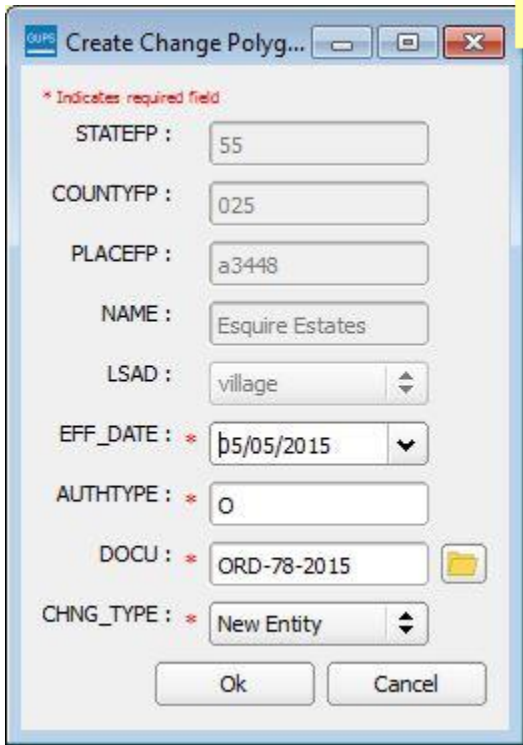 GUPS Create Change Polyg...
* Indicates required field
STATEFP : 55
COUNTYFP : 025
PLACEFP : a3448
NAME : Esquire Estates
LSAD : village
EFF_DATE : * 05/05/2015
AUTHTYPE : * O
DOCU : * ORD-78-2015
CHNG_TYPE : * New Entity
Ok Cancel